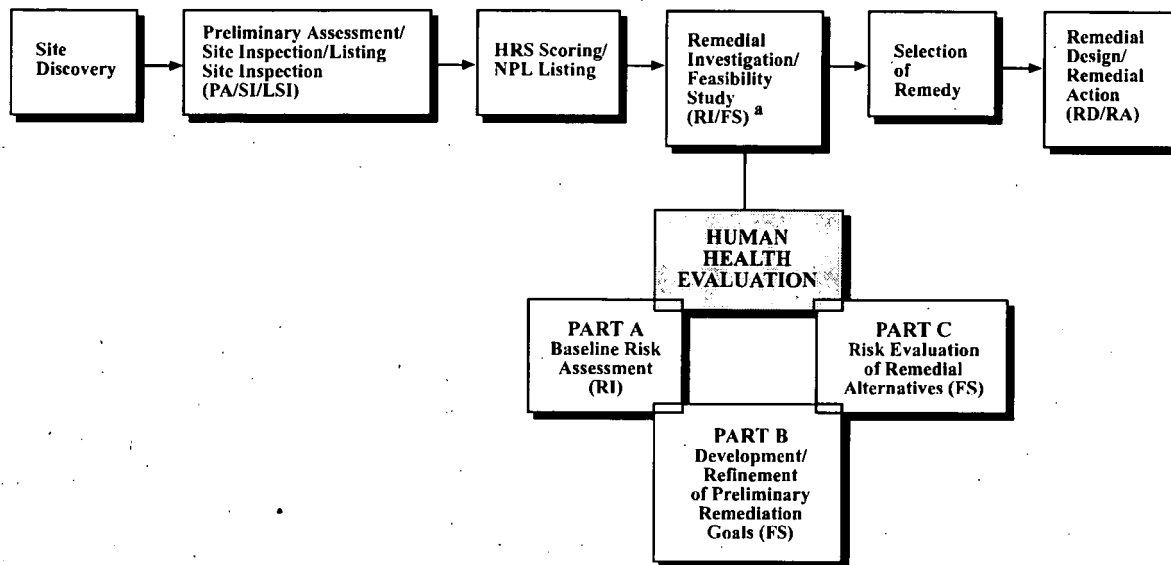 Site
Discovery
Preliminary Assessment/
Site Inspection/Listing
Site Inspection
(PA/SI/LSI)
HRS Scoring/
NPL Listing
Remedial
Investigation/
Feasibility
Study
(RI/FS) a
Selection
of
Remedy
Remedial
Design/
Remedial
Action
(RD/RA)
HUMAN
HEALTH
EVALUATION
PART A
Baseline Risk
Assessment
(RI)
PART C
Risk Evaluation
of Remedial
Alternatives (FS)
PART B
Development/
Refinement
of Preliminary
Remediation
Goals (FS)